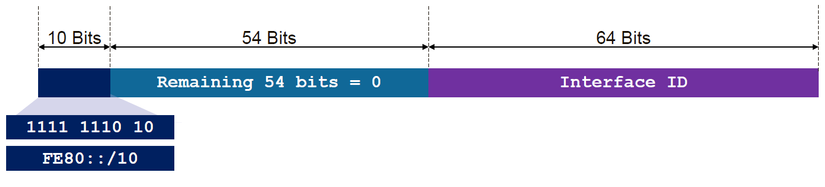 10 Bits 54 Bits 64 Bits
Remaining 54 bits = 0 Interface ID
1111 1110 10
FE80::/10